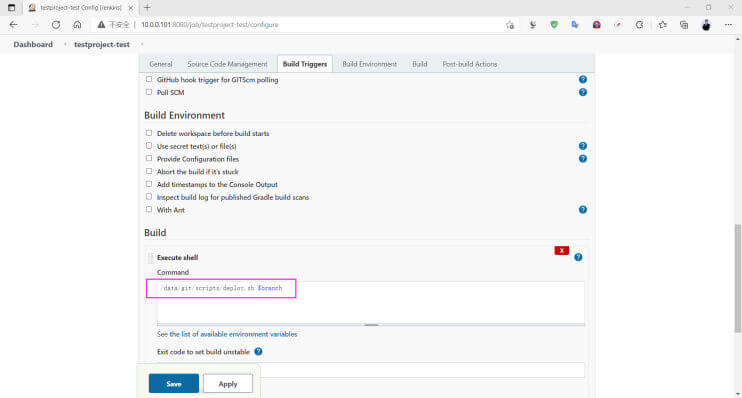 testproject-test Config [Jenkins]
不安全 | 10.0.0.101:8080/job/testproject-test/configure
Dashboard › testproject-test ›
General Source Code Management Build Triggers Build Environment Build Post-build Actions
GitHub hook trigger for GITScm polling
Poll SCM
Build Environment
Delete workspace before build starts
Use secret text(s) or file(s)
Provide Configuration files
Abort the build if it's stuck
Add timestamps to the Console Output
Inspect build log for published Gradle build scans
With Ant
Build
X
Execute shell
Command
/data/git/scripts/deploy.sh $branch
See the list of available environment variables
Exit code to set build unstable
Save Apply